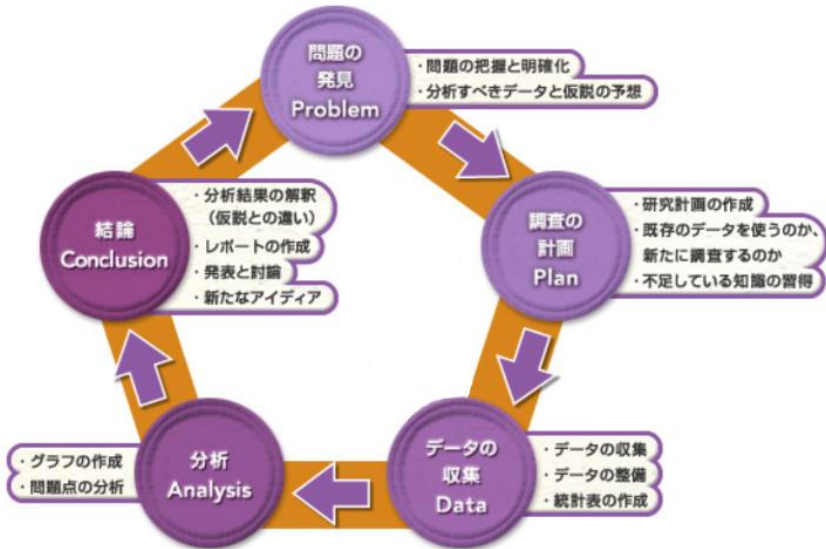 問題の
発見
Problem
・問題の把握と明確化
・分析すべきデータと仮説の予想
調査の
計画
Plan
・研究計画の作成
・既存のデータを使うのか、
新たに調査するのか
・不足している知識の習得
データの
収集
Data
・データの収集
・データの整備
・統計表の作成
分析
Analysis
・グラフの作成
・問題点の分析
結論
Conclusion
・分析結果の解釈
（仮説との違い）
・レポートの作成
・発表と討論
・新たなアイディア